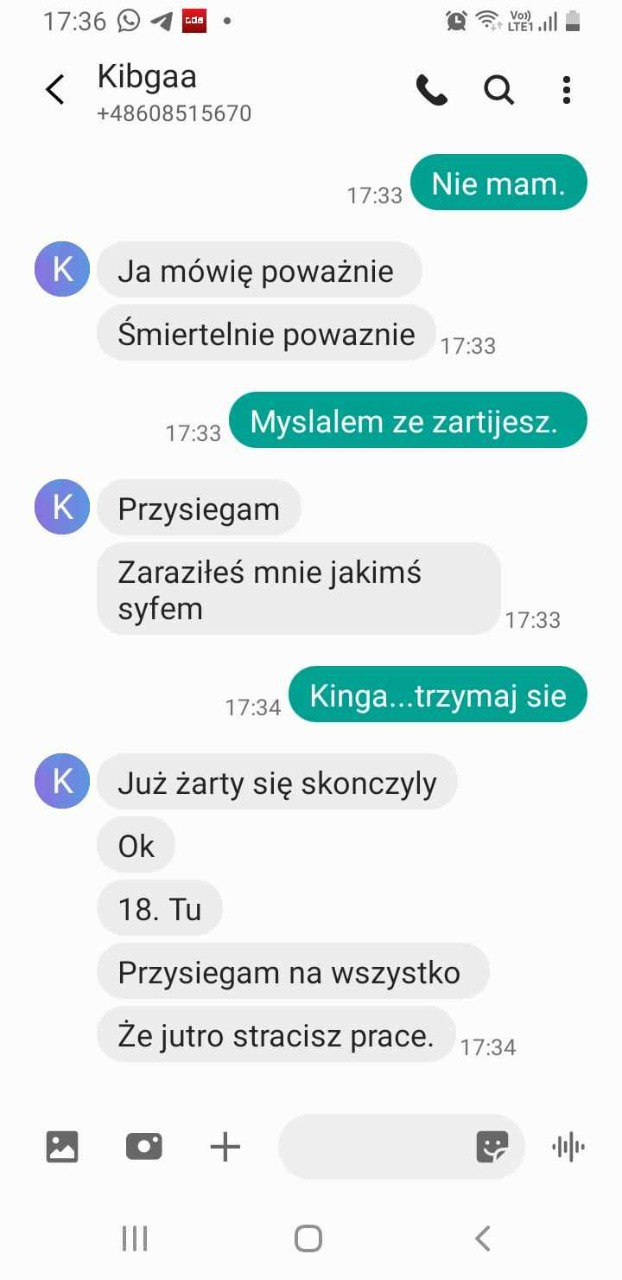 17:36
Vo))
LTE1
Kibgaa
+48608515670
17:33 Nie mam.
K Ja mówię poważnie
Śmiertelnie powaznie 17:33
17:33 Myslalem ze zartijesz.
K Przysiegam
Zaraziłeś mnie jakimś
syfem 17:33
17:34 Kinga...trzymaj sie
K Już żarty się skonczyly
Ok
18. Tu
Przysiegam na wszystko
Że jutro stracisz prace. 17:34